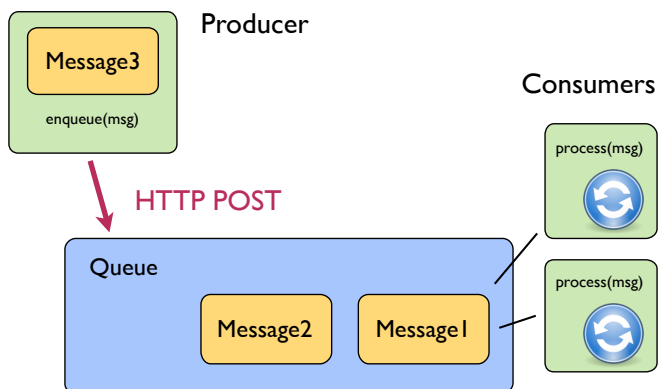 Producer
Message3
enqueue(msg)
Consumers
process(msg)
HTTP POST
Queue
process(msg)
Message2
Message1